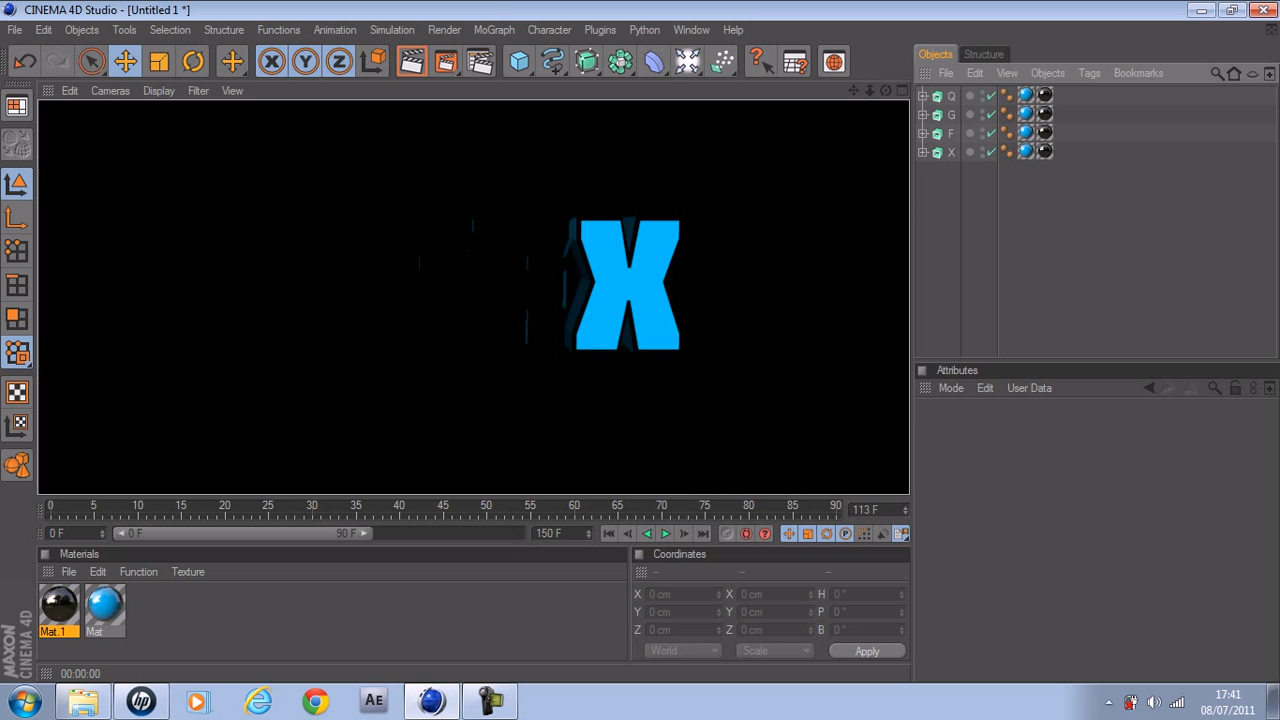 CINEMA 4D Studio - [Untitled 1 *]
File Edit Objects Tools Selection Structure Functions Animation Simulation Render MoGraph Character Plugins Python Window Help
X Y Z
Objects Structure
File Edit View Objects Tags Bookmarks
Edit Cameras Display Filter View
Q
G
F
X
X
Attributes
Mode Edit User Data
0 5 10 15 20 25 30 35 40 45 50 55 60 65 70 75 80 85 90 113 F
0 F 0 F 90 F 150 F
Materials
File Edit Function Texture
Mat.1 Mat
Coordinates
-- -- --
X 0 cm X 0 cm H 0 °
Y 0 cm Y 0 cm P 0 °
Z 0 cm Z 0 cm B 0 °
World Scale Apply
MAXON CINEMA 4D
00:00:00
hp
AE
17:41
08/07/2011